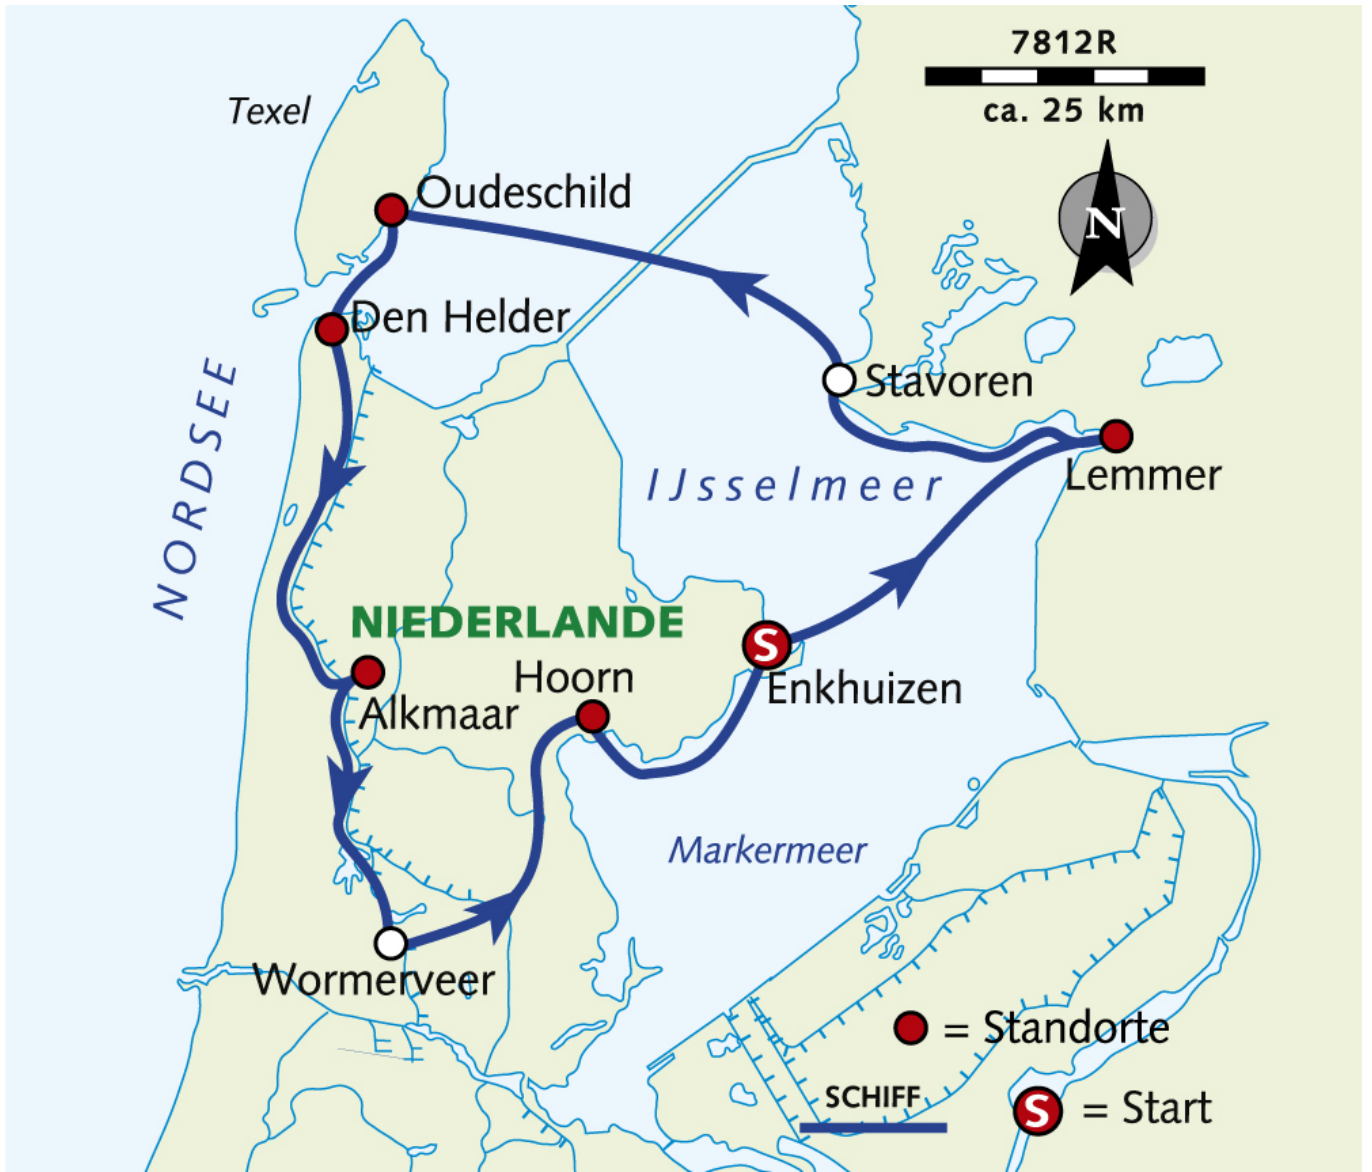 7812R
ca. 25 km
N
Texel
Oudeschild
Den Helder
NORDSEE
Stavoren
IJsselmeer
Lemmer
NIEDERLANDE
S
Hoorn
Enkhuizen
Alkmaar
Markermeer
Wormerveer
= Standorte
SCHIFF
S = Start